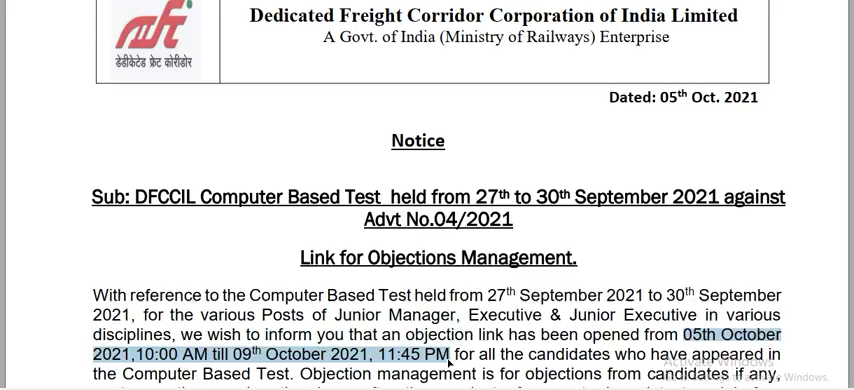 Dedicated Freight Corridor Corporation of India Limited
A Govt. of India (Ministry of Railways) Enterprise
डेडीकेटेड फ्रेट कोरीडोर
Dated: 05th Oct. 2021
Notice
Sub: DFCCIL Computer Based Test held from 27th to 30th September 2021 against
Advt No.04/2021
Link for Objections Management.
With reference to the Computer Based Test held from 27th September 2021 to 30th September
2021, for the various Posts of Junior Manager, Executive & Junior Executive in various
disciplines, we wish to inform you that an objection link has been opened from 05th October
2021,10:00 AM till 09th October 2021, 11:45 PM for all the candidates who have appeared in
the Computer Based Test. Objection management is for objections from candidates if any,
Activate Windows